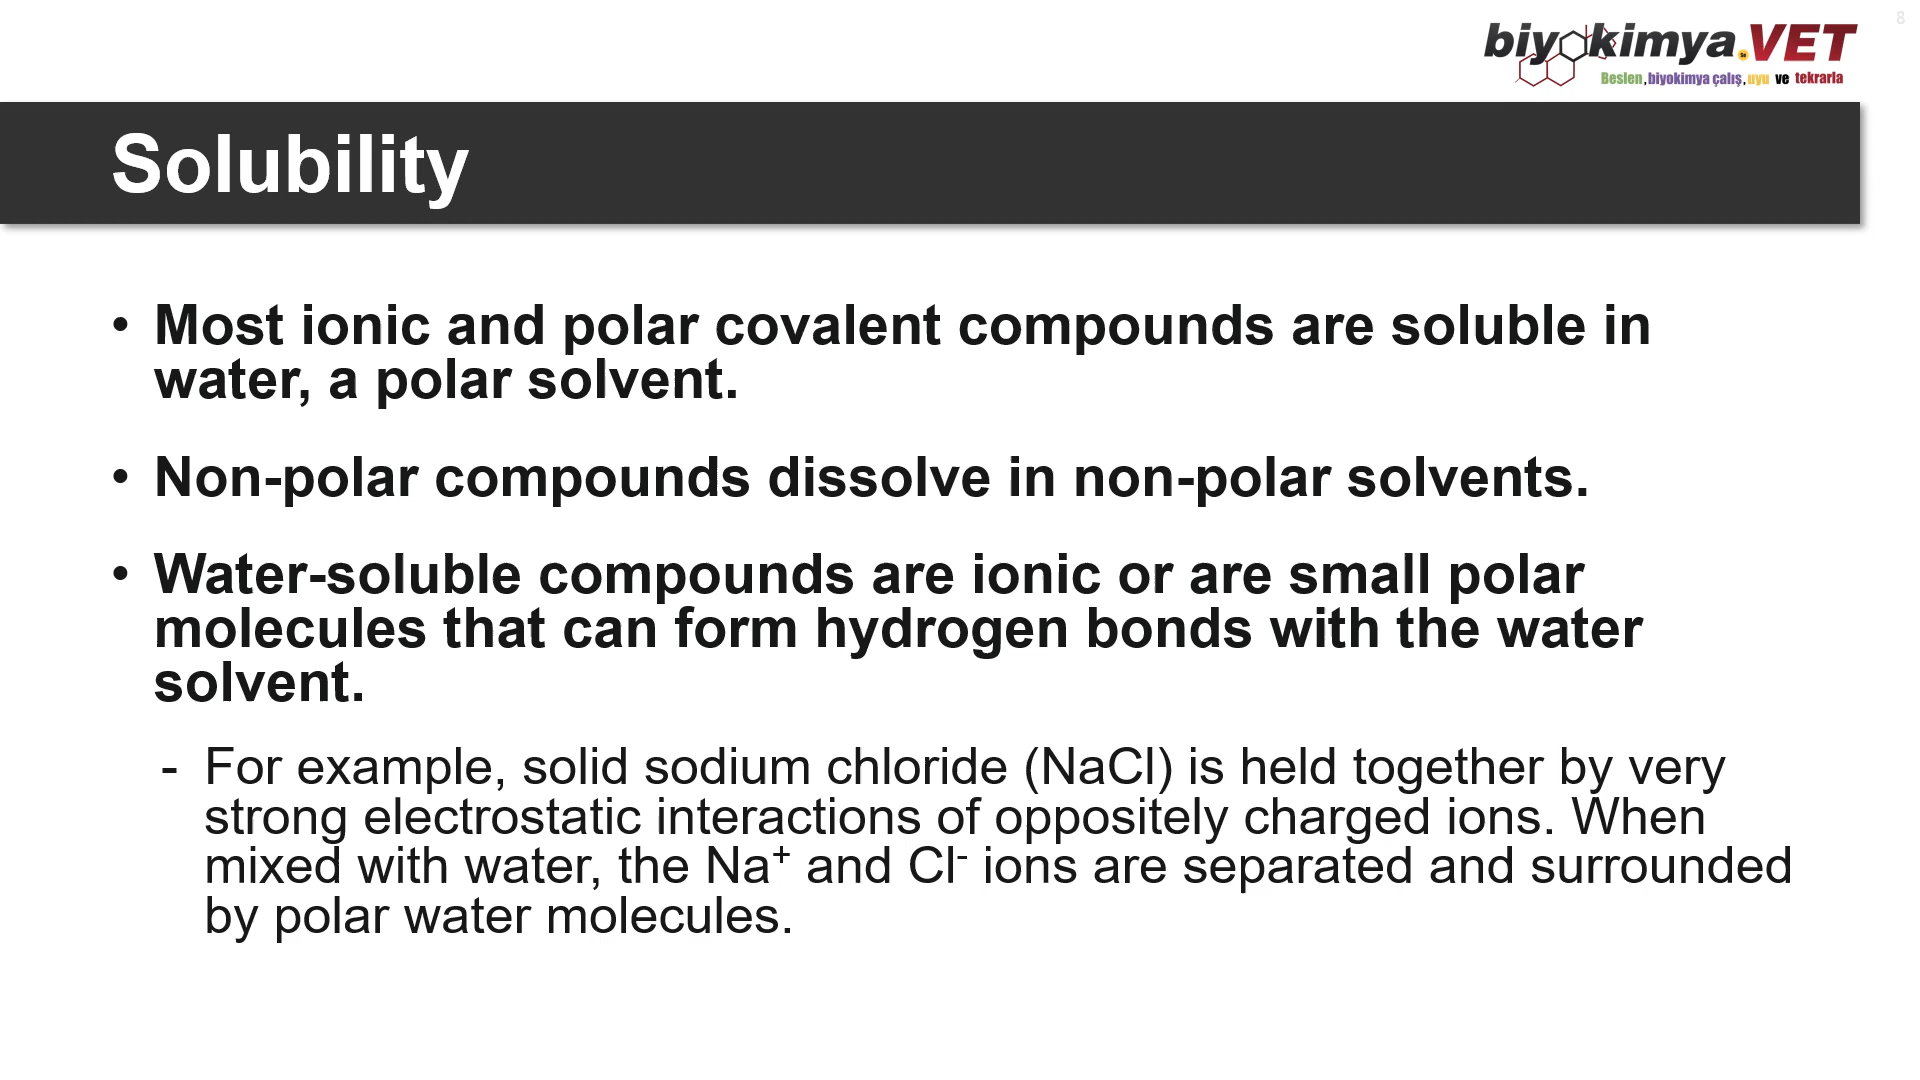 8
biyokimya.VET
Beslen, biyokimya çalış, uyu ve tekrarla
Solubility
• Most ionic and polar covalent compounds are soluble in
water, a polar solvent.
• Non-polar compounds dissolve in non-polar solvents.
• Water-soluble compounds are ionic or are small polar
molecules that can form hydrogen bonds with the water
solvent.
- For example, solid sodium chloride (NaCl) is held together by very
strong electrostatic interactions of oppositely charged ions. When
mixed with water, the Na⁺ and Cl⁻ ions are separated and surrounded
by polar water molecules.